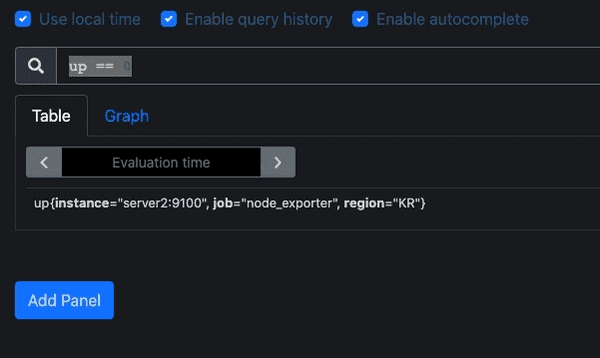 Use local time Enable query history Enable autocomplete
up == 0
Table Graph
Evaluation time
up{instance="server2:9100", job="node_exporter", region="KR"}
Add Panel